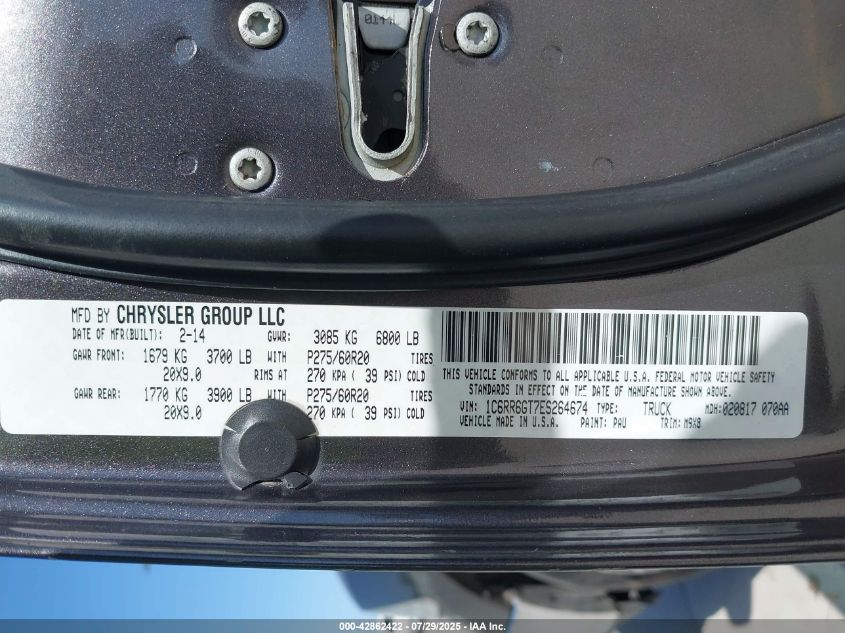 0144
MFD BY CHRYSLER GROUP LLC
DATE OF MFR(BUILT): 2-14 GVWR: 3085 KG 6800 LB
GAWR FRONT: 1679 KG 3700 LB WITH P275/60R20 TIRES
20X9.0 RIMS AT 270 KPA ( 39 PSI) COLD
GAWR REAR: 1770 KG 3900 LB WITH P275/60R20 TIRES
20X9.0 270 KPA ( 39 PSI) COLD
THIS VEHICLE CONFORMS TO ALL APPLICABLE U.S.A. FEDERAL MOTOR VEHICLE SAFETY
STANDARDS IN EFFECT ON THE DATE OF MANUFACTURE SHOWN ABOVE.
VIN: 1C6RR6GT7ES264674 TYPE: TRUCK MDH: 020817 070AA
VEHICLE MADE IN U.S.A. PAINT: PAU TRIM: M9X8
000-42862422 - 07/29/2025 - IAA Inc.